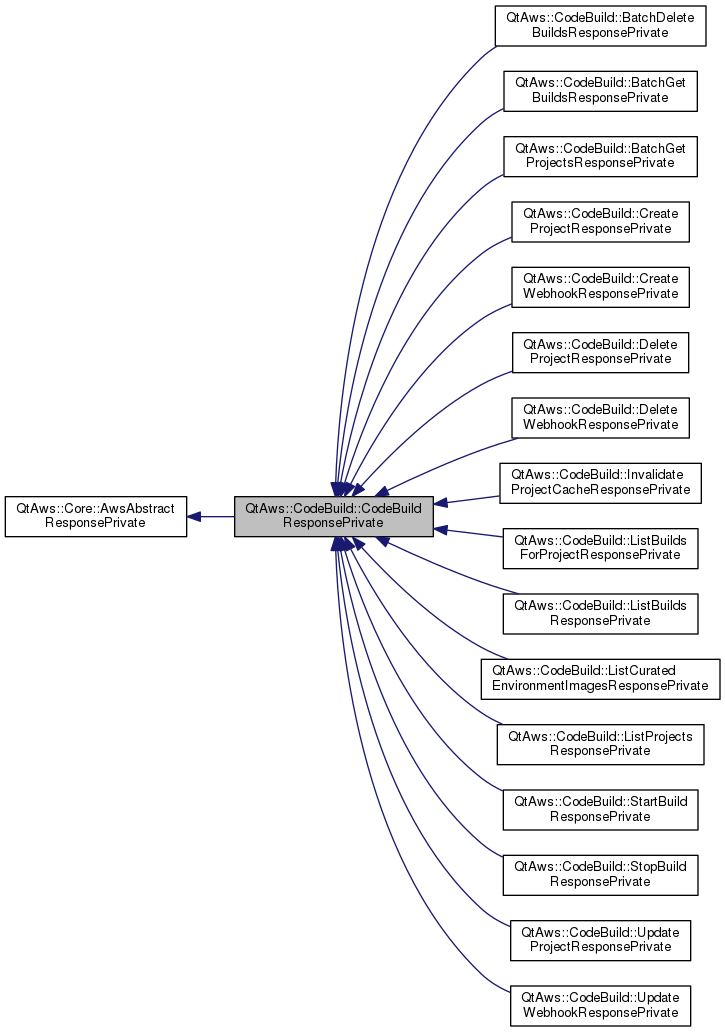 QtAws::CodeBuild::BatchDelete
BuildsResponsePrivate
QtAws::CodeBuild::BatchGet
BuildsResponsePrivate
QtAws::CodeBuild::BatchGet
ProjectsResponsePrivate
QtAws::CodeBuild::Create
ProjectResponsePrivate
QtAws::CodeBuild::Create
WebhookResponsePrivate
QtAws::CodeBuild::Delete
ProjectResponsePrivate
QtAws::CodeBuild::Delete
WebhookResponsePrivate
QtAws::CodeBuild::Invalidate
ProjectCacheResponsePrivate
QtAws::Core::AwsAbstract
ResponsePrivate
QtAws::CodeBuild::CodeBuild
ResponsePrivate
QtAws::CodeBuild::ListBuilds
ForProjectResponsePrivate
QtAws::CodeBuild::ListBuilds
ResponsePrivate
QtAws::CodeBuild::ListCurated
EnvironmentImagesResponsePrivate
QtAws::CodeBuild::ListProjects
ResponsePrivate
QtAws::CodeBuild::StartBuild
ResponsePrivate
QtAws::CodeBuild::StopBuild
ResponsePrivate
QtAws::CodeBuild::Update
ProjectResponsePrivate
QtAws::CodeBuild::Update
WebhookResponsePrivate